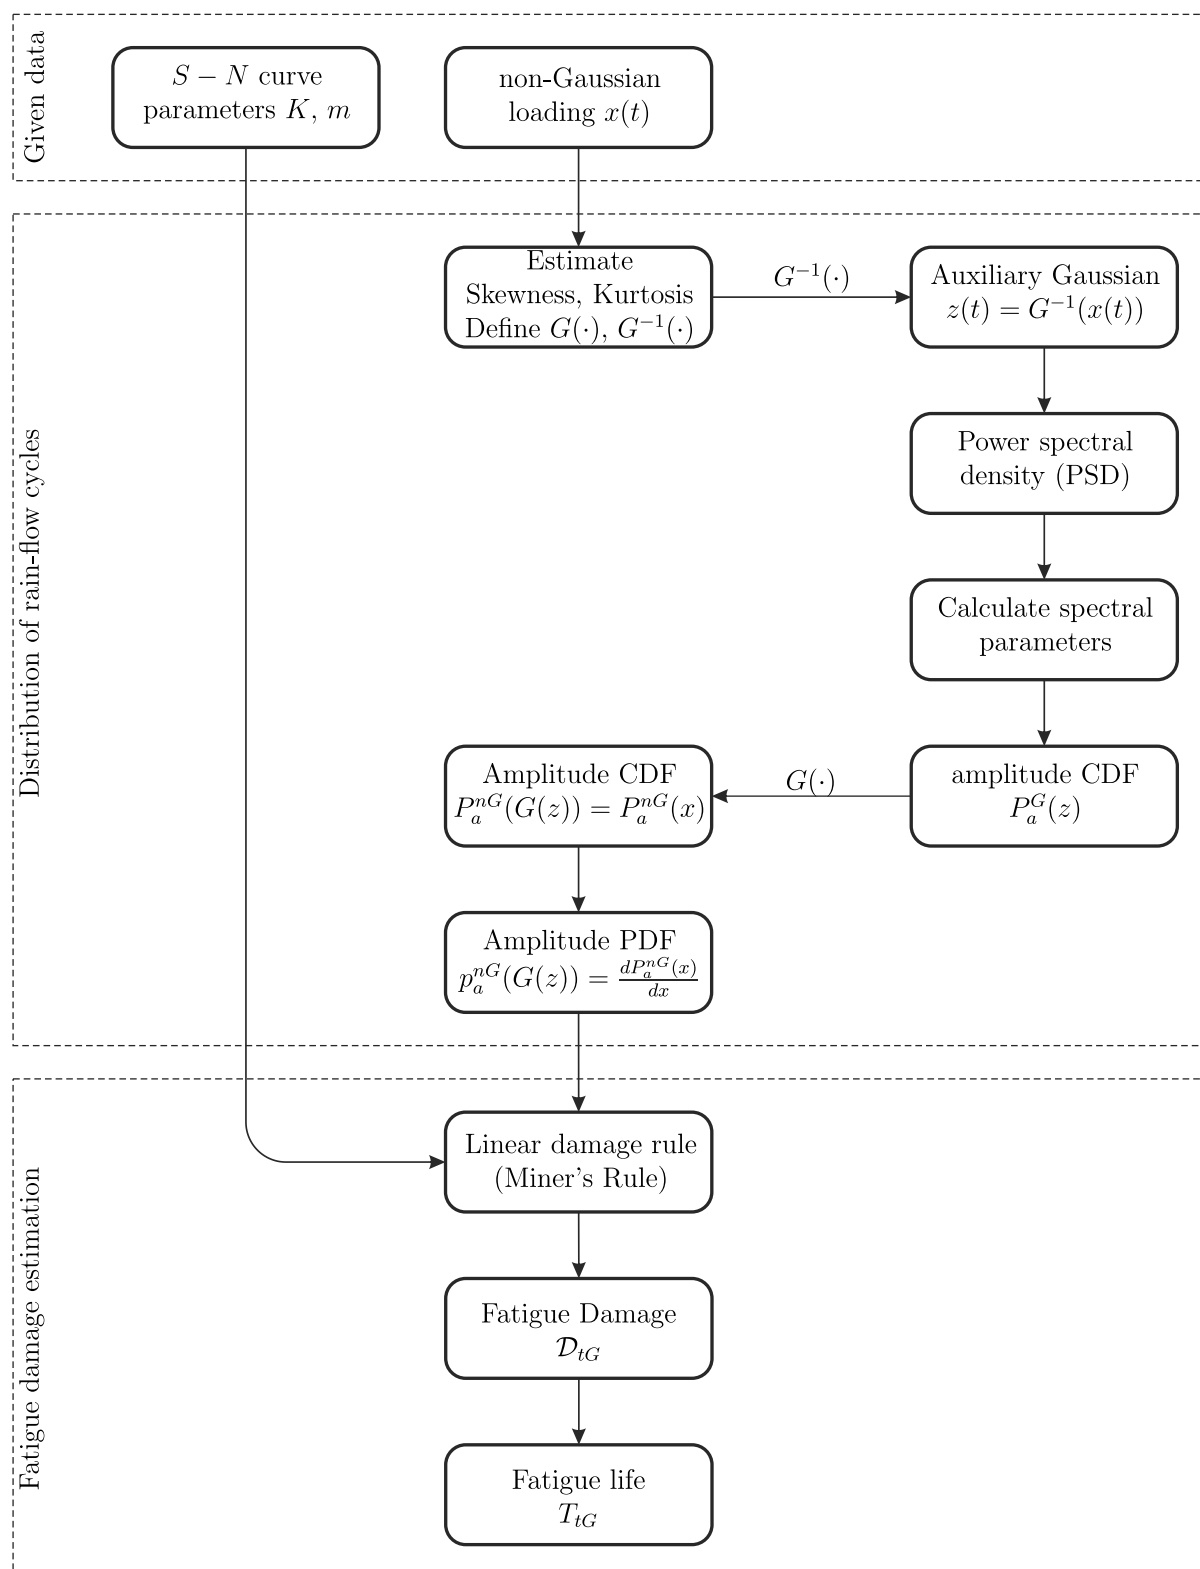 Given data
S − N curve
parameters K, m
non-Gaussian
loading x(t)
Distribution of rain-flow cycles
Estimate
Skewness, Kurtosis
Define G(·), G⁻¹(·)
G⁻¹(·)
Auxiliary Gaussian
z(t) = G⁻¹(x(t))
Power spectral
density (PSD)
Calculate spectral
parameters
amplitude CDF
P_a^G(z)
G(·)
Amplitude CDF
P_a^{nG}(G(z)) = P_a^{nG}(x)
Amplitude PDF
p_a^{nG}(G(z)) = \frac{dP_a^{nG}(x)}{dx}
Fatigue damage estimation
Linear damage rule
(Miner's Rule)
Fatigue Damage
𝒟_{tG}
Fatigue life
T_{tG}